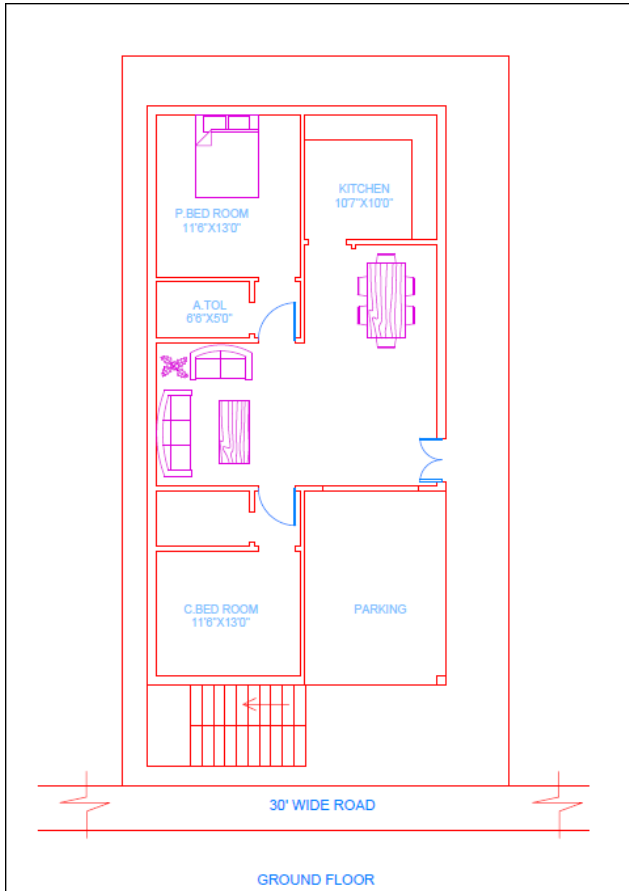 KITCHEN
10'7"X10'0"
P.BED ROOM
11'6"X13'0"
A.TOL
6'6"X5'0"
C.BED ROOM
11'6"X13'0"
PARKING
30' WIDE ROAD
GROUND FLOOR